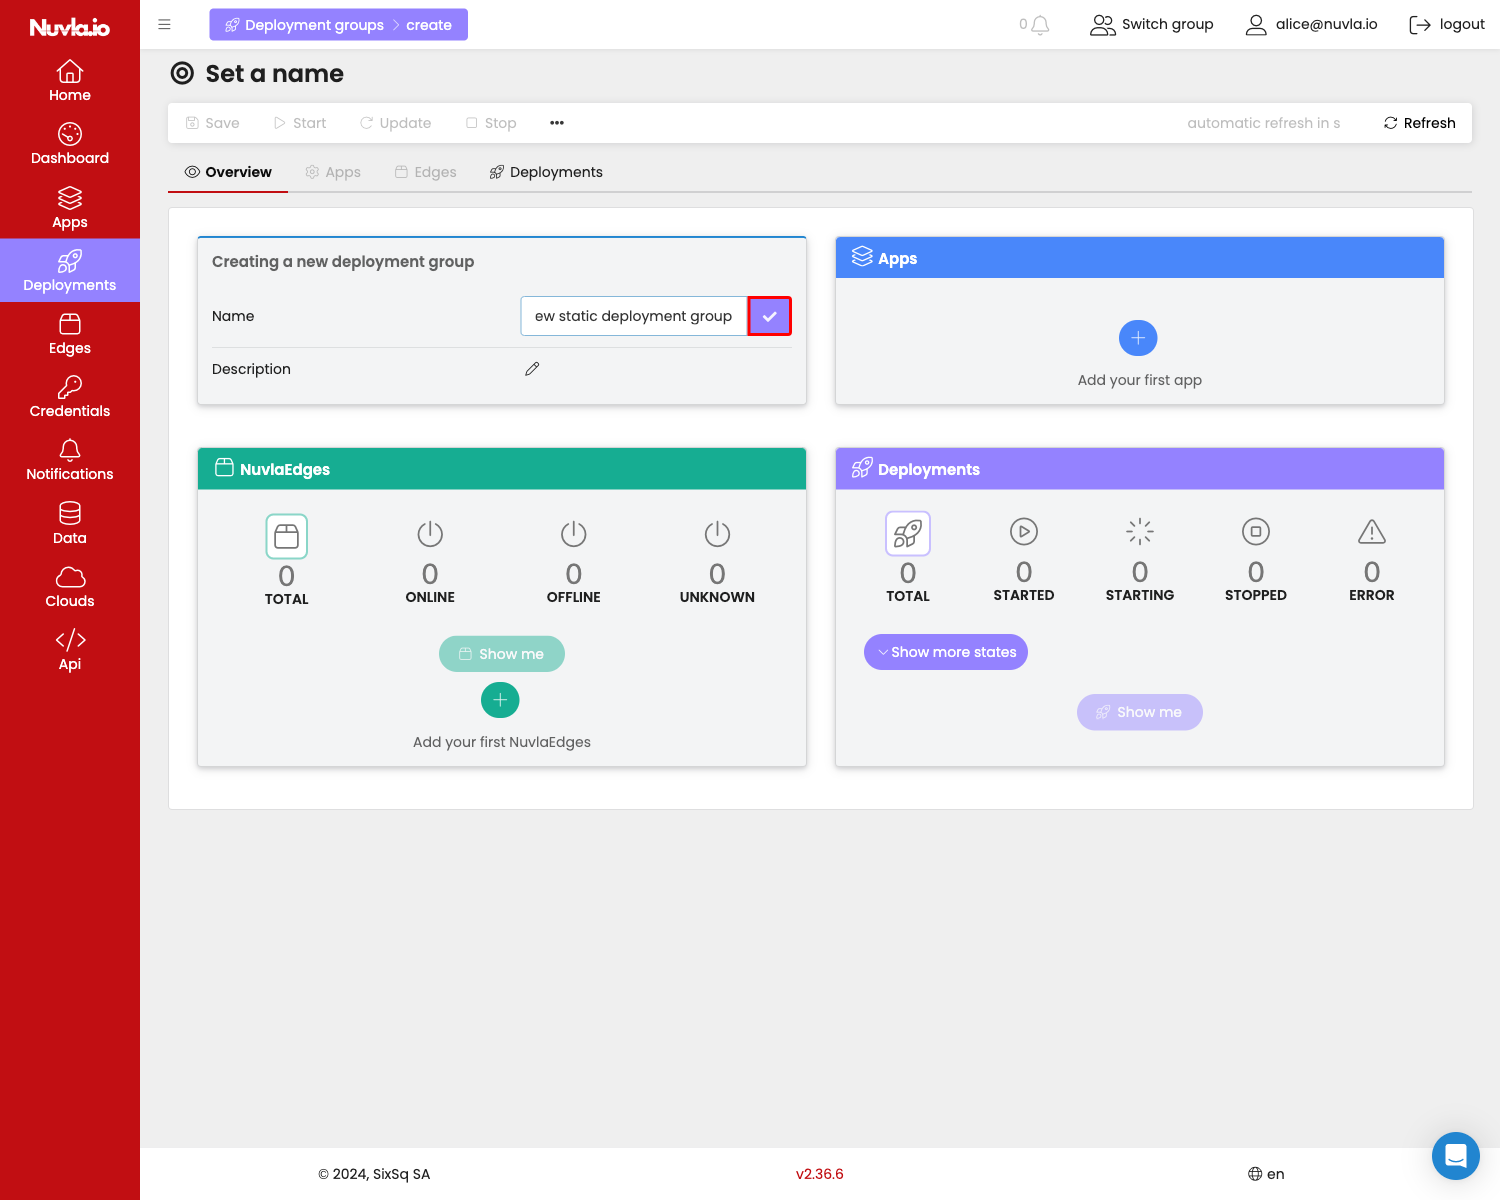 Nuvla.io
Home
Dashboard
Apps
Deployments
Edges
Credentials
Notifications
Data
Clouds
Api
Deployment groups > create
0
Switch group
alice@nuvla.io
logout
Set a name
Save
Start
Update
Stop
•••
automatic refresh in s
Refresh
Overview
Apps
Edges
Deployments
Creating a new deployment group
Name
ew static deployment group
Description
Apps
Add your first app
NuvlaEdges
0
TOTAL
0
ONLINE
0
OFFLINE
0
UNKNOWN
Show me
Add your first NuvlaEdges
Deployments
0
TOTAL
0
STARTED
0
STARTING
0
STOPPED
0
ERROR
Show more states
Show me
© 2024, SixSq SA
v2.36.6
en